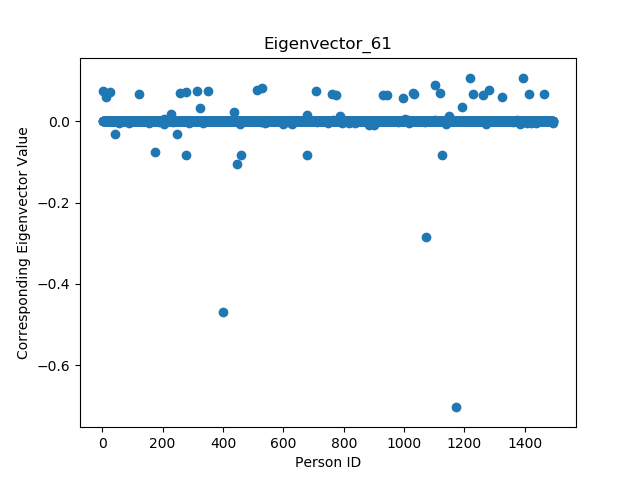 Eigenvector_61
Corresponding Eigenvector Value
0.0
−0.2
−0.4
−0.6
0 200 400 600 800 1000 1200 1400
Person ID